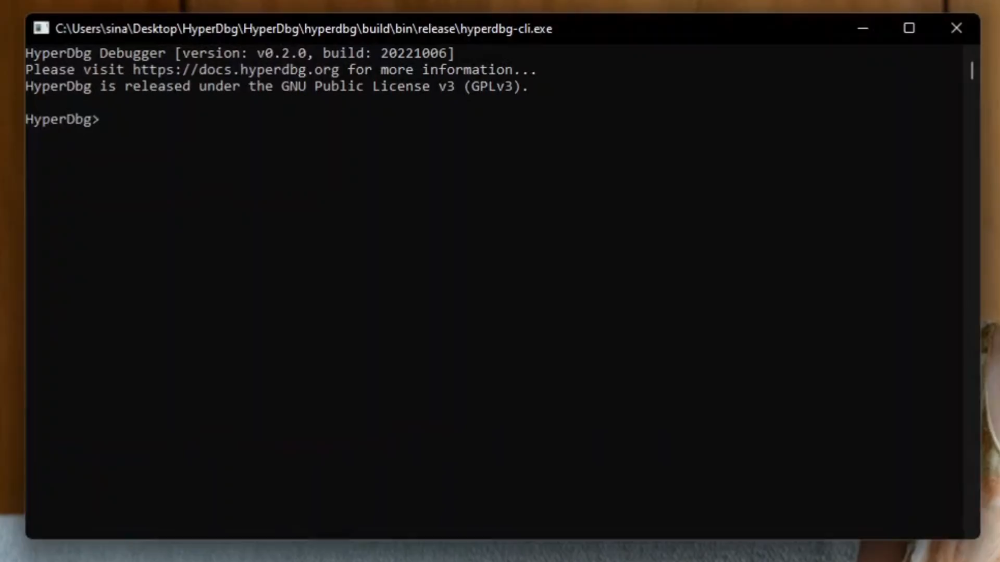 C:\Users\sina\Desktop\HyperDbg\HyperDbg\hyperdbg\build\bin\release\hyperdbg-cli.exe
HyperDbg Debugger [version: v0.2.0, build: 20221006]
Please visit https://docs.hyperdbg.org for more information...
HyperDbg is released under the GNU Public License v3 (GPLv3).
HyperDbg>